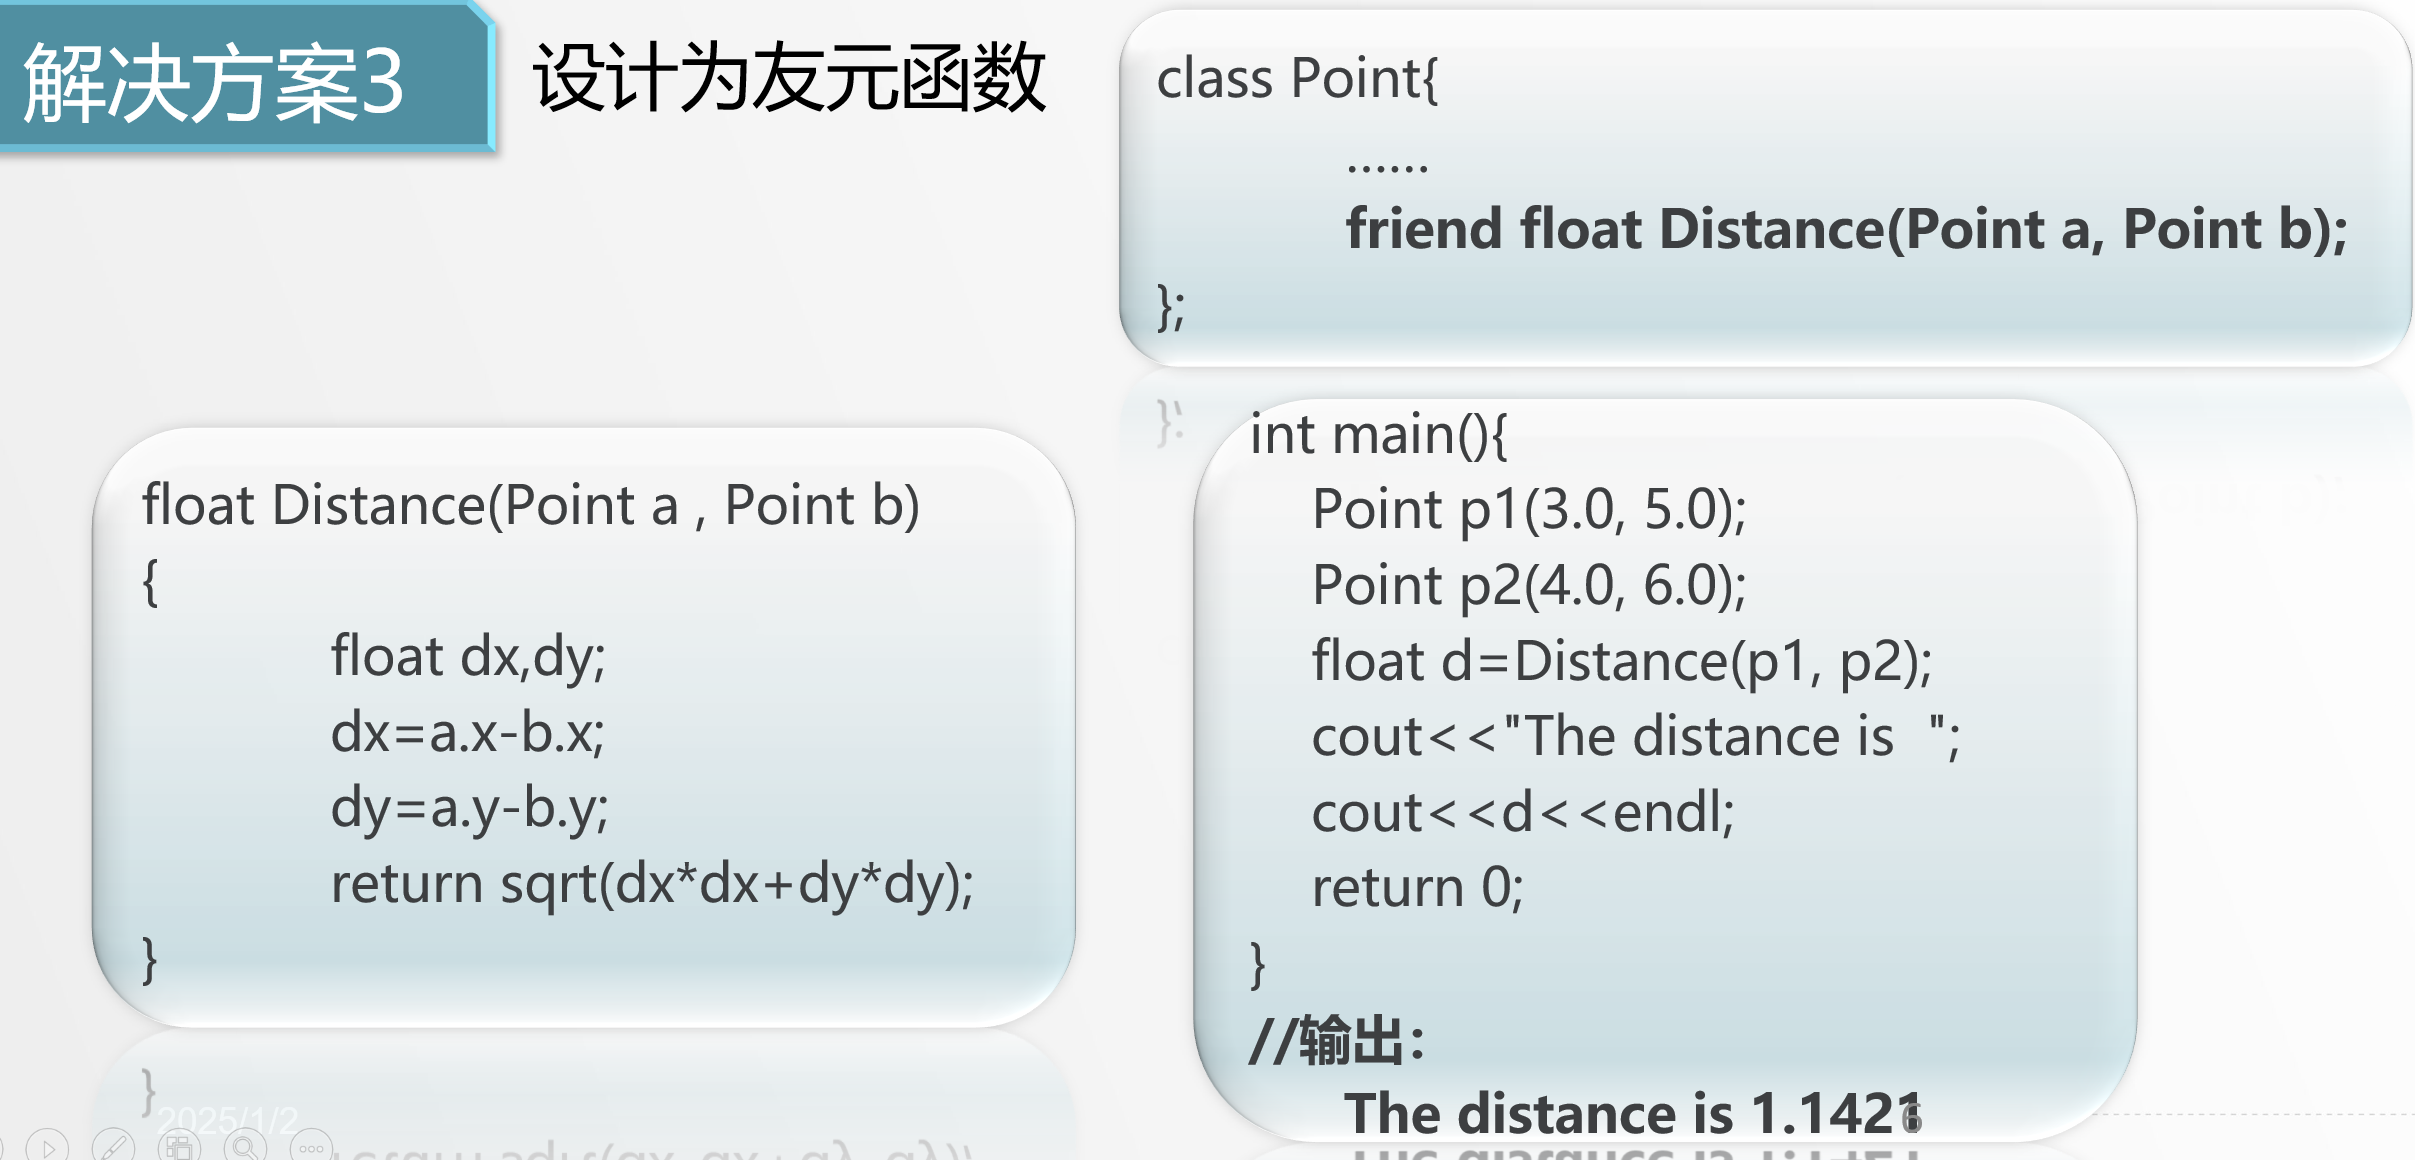 解决方案3
设计为友元函数
class Point{
......
friend float Distance(Point a, Point b);
};
float Distance(Point a , Point b)
{
float dx,dy;
dx=a.x-b.x;
dy=a.y-b.y;
return sqrt(dx*dx+dy*dy);
}
int main(){
Point p1(3.0, 5.0);
Point p2(4.0, 6.0);
float d=Distance(p1, p2);
cout<<"The distance is  ";
cout<<d<<endl;
return 0;
}
//输出：
The distance is 1.1421
2025/1/2
6